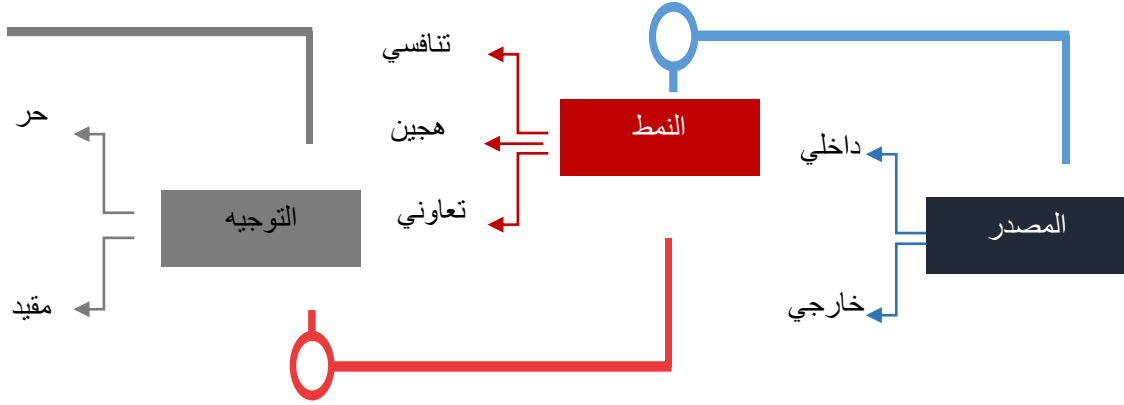 المصدر
داخلي
خارجي
النمط
تنافسي
هجين
تعاوني
التوجيه
حر
مقيد